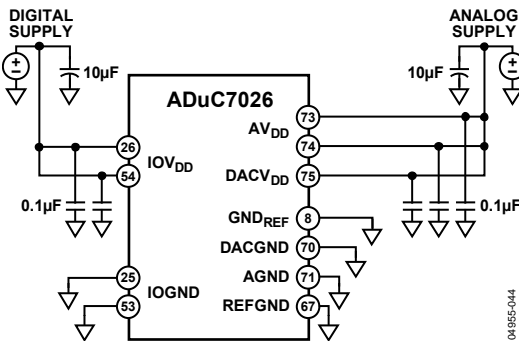 DIGITAL
SUPPLY
ANALOG
SUPPLY
10µF
10µF
ADuC7026
26
54
IOVDD
0.1µF
73
AVDD
74
DACVDD
75
0.1µF
GNDREF
8
DACGND
70
25
IOGND
53
AGND
71
REFGND
67
04955-044